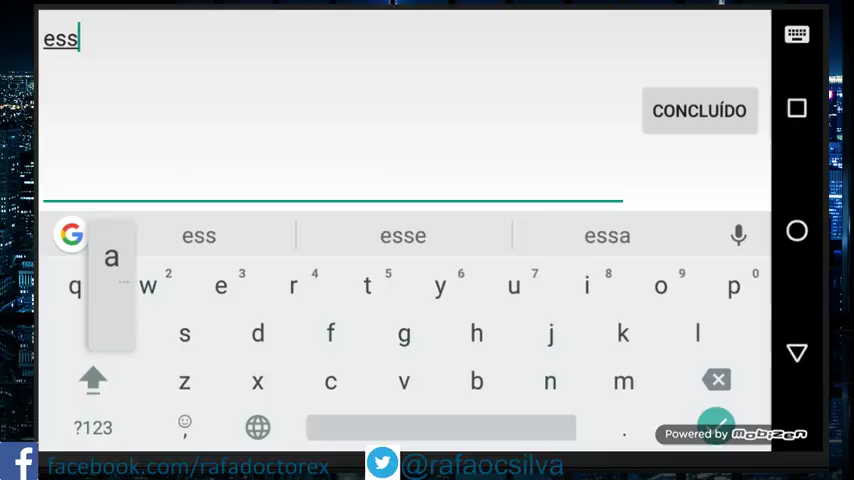 ess
CONCLUÍDO
ess esse essa
a
q w 2 e 3 r 4 t 5 y 6 u 7 i 8 o 9 p 0
s d f g h j k l
z x c v b n m
?123 , .
Powered by mobizen
facebook.com/rafadoctorex @rafaocsilva